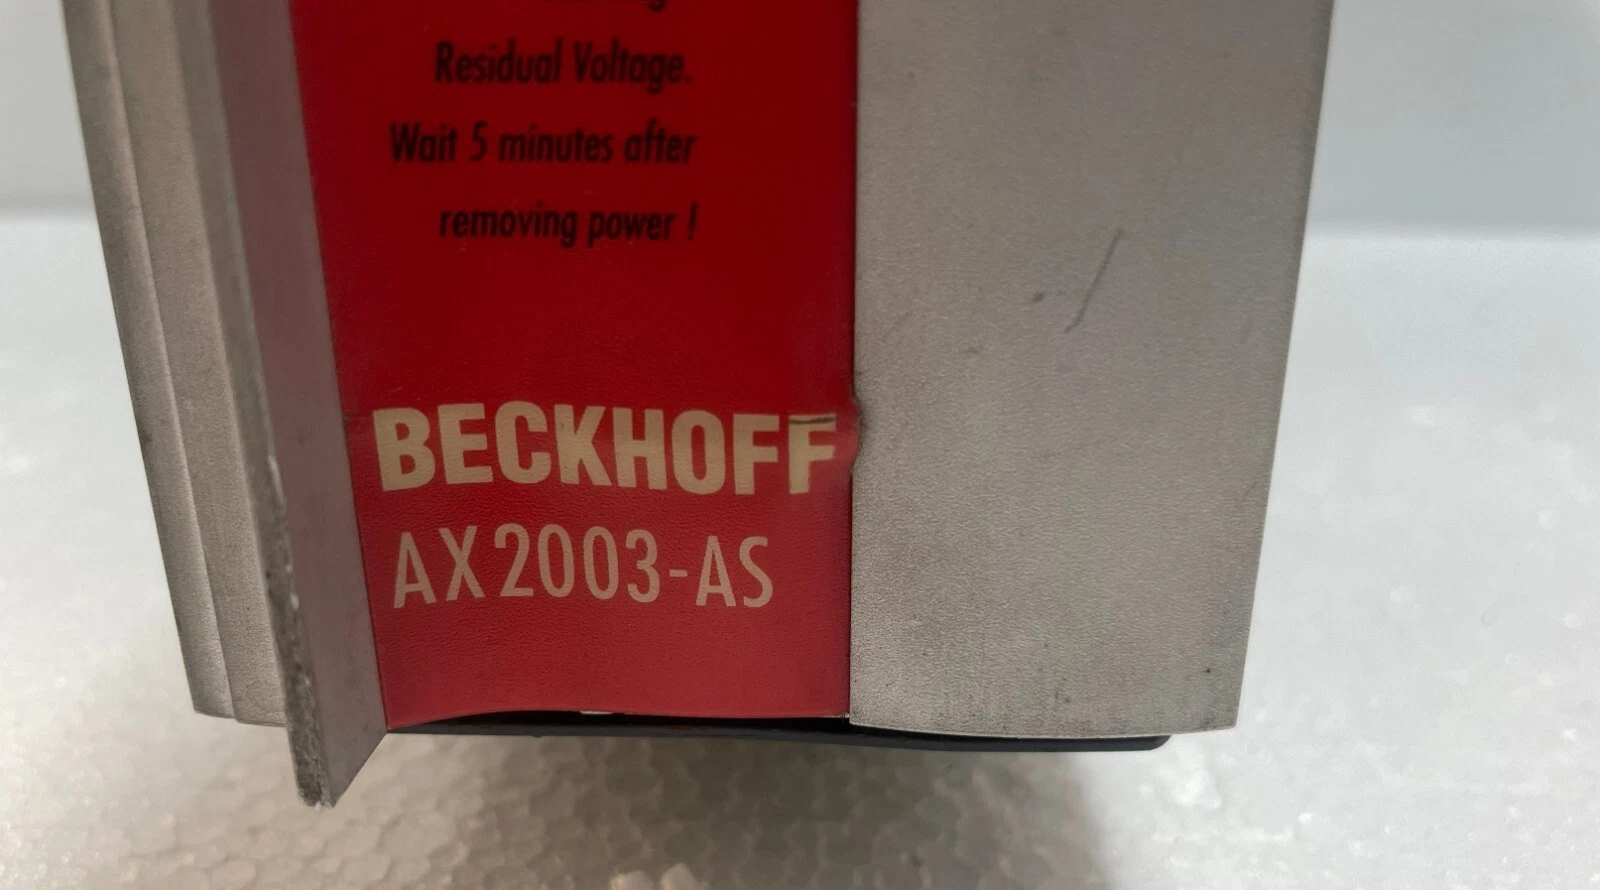 Residual Voltage.
Wait 5 minutes after
removing power !
BECKHOFF
AX2003-AS